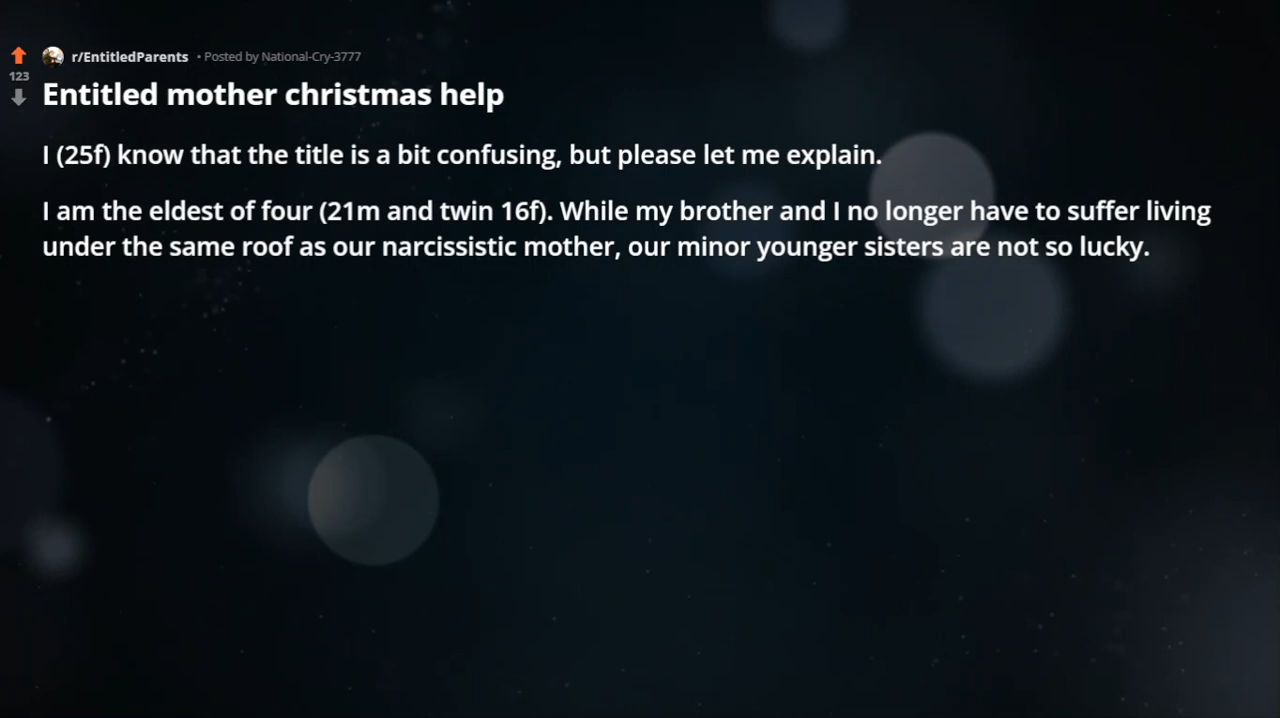 r/EntitledParents • Posted by National-Cry-3777
123
Entitled mother christmas help
I (25f) know that the title is a bit confusing, but please let me explain.
I am the eldest of four (21m and twin 16f). While my brother and I no longer have to suffer living
under the same roof as our narcissistic mother, our minor younger sisters are not so lucky.